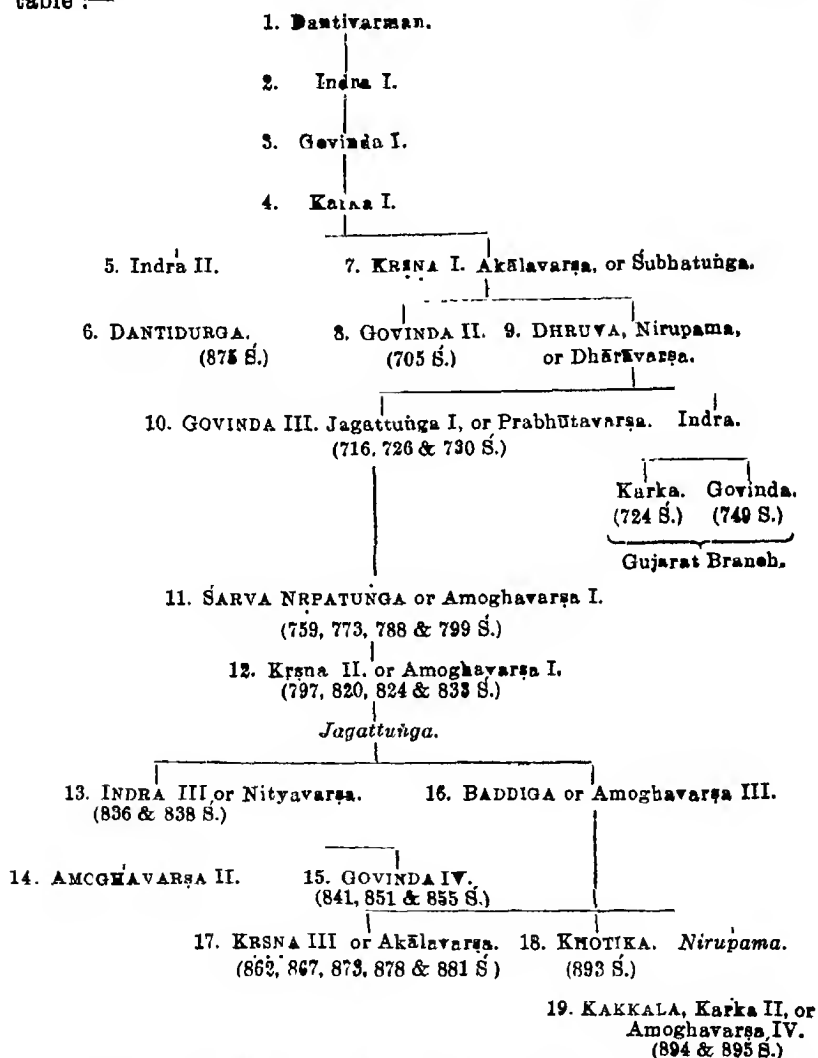 table :—
1. Dantivarman.
2. Indra I.
3. Govinda I.
4. Karka I.
5. Indra II. 7. KRṢNA I. Akālavarṣa, or Śubhatuṅga.
6. DANTIDURGA. 8. GOVINDA II. 9. DHRUVA, Nirupama,
(675 Ś.) (705 Ś.) or Dhārāvarṣa.
10. GOVINDA III. Jagattuṅga I, or Prabhūtavarṣa. Indra.
(716, 726 & 730 Ś.)
Karka. Govinda.
(724 Ś.) (749 S.)
Gujarat Branch.
11. ŚARVA NṚPATUṄGA or Amoghavarṣa I.
(759, 773, 788 & 799 Ś.)
12. Kṛṣna II. or Amoghavarṣa I.
(797, 820, 824 & 833 Ś.)
Jagattuṅga.
13. INDRA III or Nityavarṣa. 16. BADDIGA or Amoghavarṣa III.
(836 & 838 Ś.)
14. AMOGHAVARṢA II. 15. GOVINDA IV.
(841, 851 & 855 Ś.)
17. KṚSNA III or Akālavarṣa. 18. KHOTIKA. Nirupama.
(862, 867, 873, 878 & 881 Ś) (893 Ś.)
19. KAKKALA, Karka II, or
Amoghavarṣa IV.
(894 & 895 Ś.)